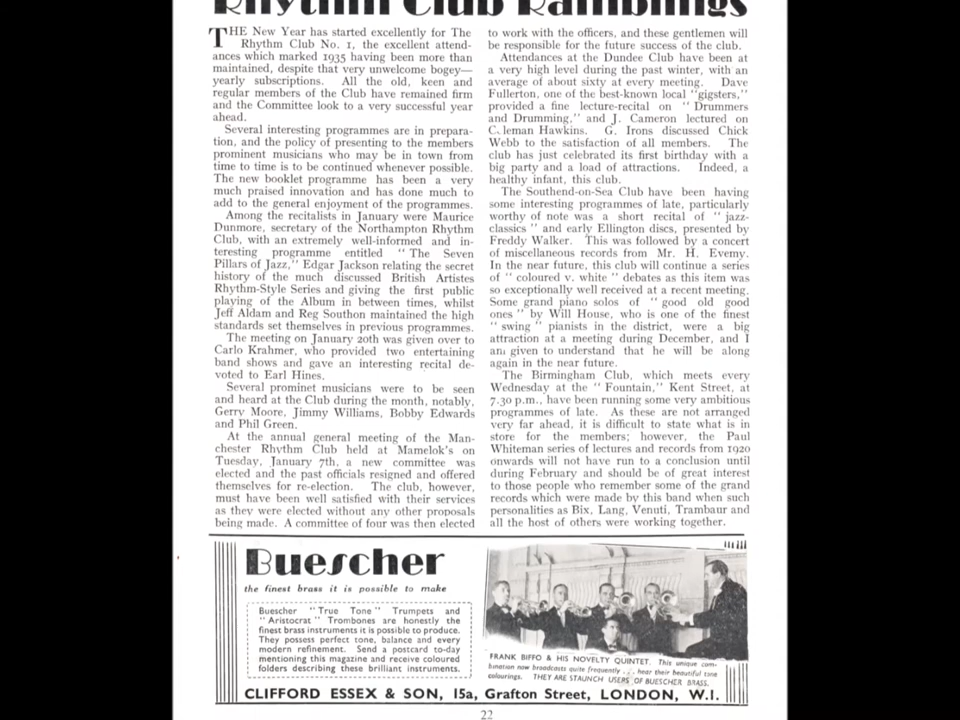 Rhythm Club Ramblings
THE New Year has started excellently for The
Rhythm Club No. 1, the excellent attend-
ances which marked 1935 having been more than
maintained, despite that very unwelcome bogey—
yearly subscriptions. All the old, keen and
regular members of the Club have remained firm
and the Committee look to a very successful year
ahead.
Several interesting programmes are in prepara-
tion, and the policy of presenting to the members
prominent musicians who may be in town from
time to time is to be continued whenever possible.
The new booklet programme has been a very
much praised innovation and has done much to
add to the general enjoyment of the programmes.
Among the recitalists in January were Maurice
Dunmore, secretary of the Northampton Rhythm
Club, with an extremely well-informed and in-
teresting programme entitled "The Seven
Pillars of Jazz," Edgar Jackson relating the secret
history of the much discussed British Artistes
Rhythm-Style Series and giving the first public
playing of the Album in between times, whilst
Jeff Aldam and Reg Southon maintained the high
standards set themselves in previous programmes.
The meeting on January 20th was given over to
Carlo Krahmer, who provided two entertaining
band shows and gave an interesting recital de-
voted to Earl Hines.
Several prominet musicians were to be seen
and heard at the Club during the month, notably,
Gerry Moore, Jimmy Williams, Bobby Edwards
and Phil Green.
At the annual general meeting of the Man-
chester Rhythm Club held at Mamelok's on
Tuesday, January 7th, a new committee was
elected and the past officials resigned and offered
themselves for re-election. The club, however,
must have been well satisfied with their services
as they were elected without any other proposals
being made. A committee of four was then elected
to work with the officers, and these gentlemen will
be responsible for the future success of the club.
Attendances at the Dundee Club have been at
a very high level during the past winter, with an
average of about sixty at every meeting. Dave
Fullerton, one of the best-known local "gigsters,"
provided a fine lecture-recital on "Drummers
and Drumming," and J. Cameron lectured on
Coleman Hawkins. G. Irons discussed Chick
Webb to the satisfaction of all members. The
club has just celebrated its first birthday with a
big party and a load of attractions. Indeed, a
healthy infant, this club.
The Southend-on-Sea Club have been having
some interesting programmes of late, particularly
worthy of note was a short recital of "jazz-
classics" and early Ellington discs, presented by
Freddy Walker. This was followed by a concert
of miscellaneous records from Mr. H. Evemy.
In the near future, this club will continue a series
of "coloured v. white" debates as this item was
so exceptionally well received at a recent meeting.
Some grand piano solos of "good old good
ones" by Will House, who is one of the finest
"swing" pianists in the district, were a big
attraction at a meeting during December, and I
am given to understand that he will be along
again in the near future.
The Birmingham Club, which meets every
Wednesday at the "Fountain," Kent Street, at
7.30 p.m., have been running some very ambitious
programmes of late. As these are not arranged
very far ahead, it is difficult to state what is in
store for the members; however, the Paul
Whiteman series of lectures and records from 1920
onwards will not have run to a conclusion until
during February and should be of great interest
to those people who remember some of the grand
records which were made by this band when such
personalities as Bix, Lang, Venuti, Trambaur and
all the host of others were working together.
Buescher
the finest brass it is possible to make
Buescher "True Tone" Trumpets and
"Aristocrat" Trombones are honestly the
finest brass instruments it is possible to produce.
They possess perfect tone, balance and every
modern refinement. Send a postcard to-day
mentioning this magazine and receive coloured
folders describing these brilliant instruments.
FRANK BIFFO & HIS NOVELTY QUINTET. This unique com-
bination now broadcasts quite frequently . . . hear their beautiful tone
colourings. THEY ARE STAUNCH USERS OF BUESCHER BRASS.
CLIFFORD ESSEX & SON, 15a, Grafton Street, LONDON, W.1.
22